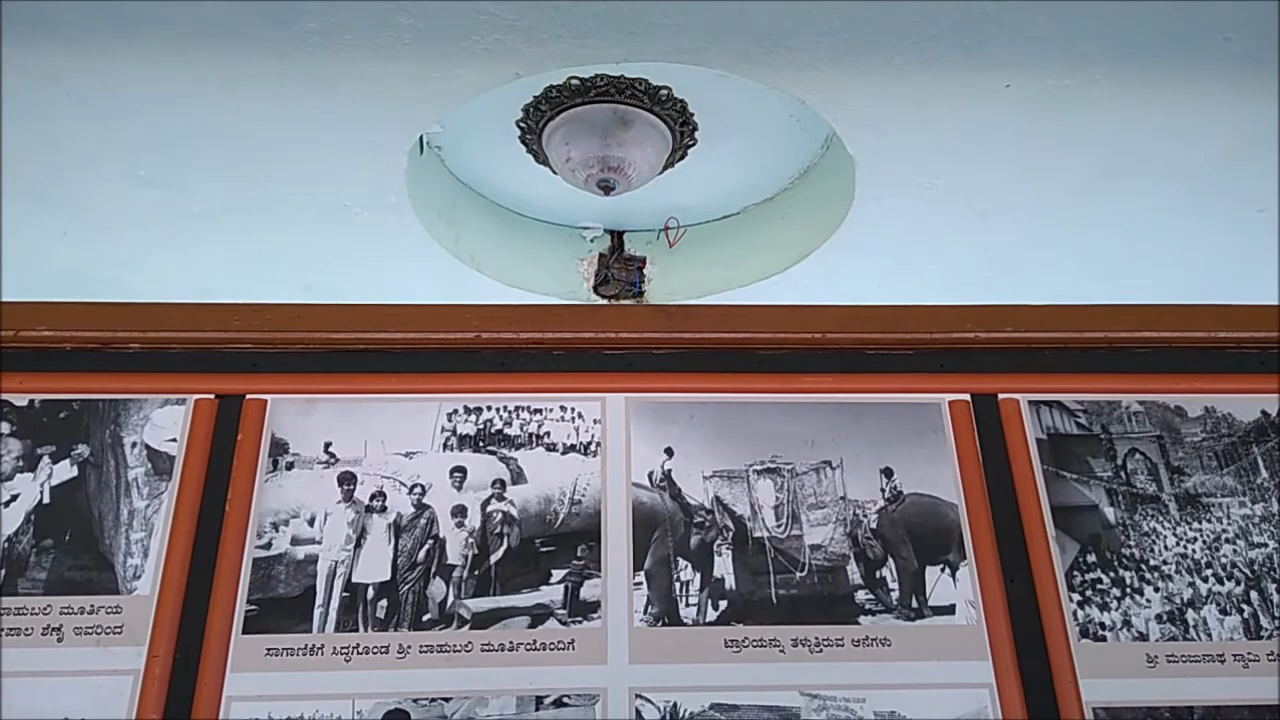 ಬಾಹುಬಲಿ ಮೂರ್ತಿಯ
ಶೆಣೈ ಇವರಿಂದ
ಸಾಗಾಣಿಕೆಗೆ ಸಿದ್ಧಗೊಂಡ ಶ್ರೀ ಬಾಹುಬಲಿ ಮೂರ್ತಿಯೊಂದಿಗೆ
ಟ್ರಾಲಿಯನ್ನು ತಳ್ಳುತ್ತಿರುವ ಆನೆಗಳು
ಶ್ರೀ ಮಂಜುನಾಥ ಸ್ವಾಮಿ